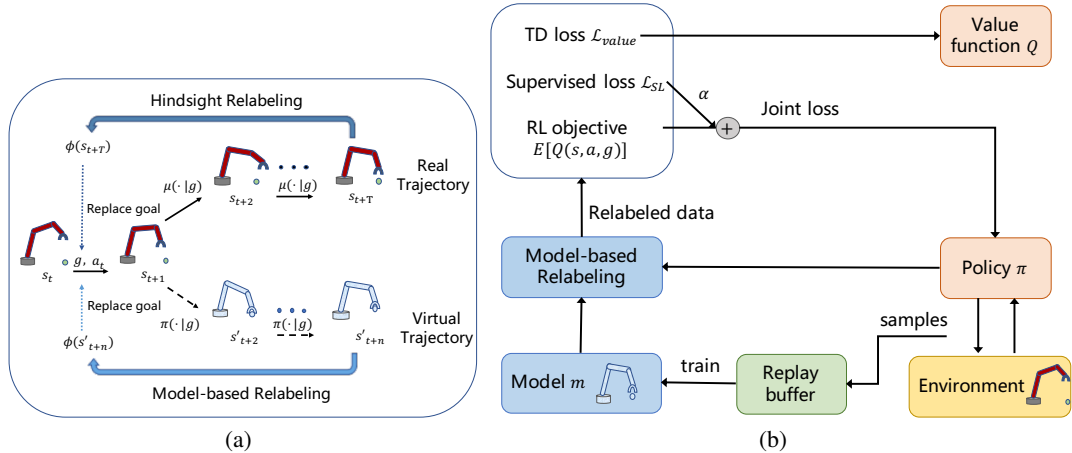 Hindsight Relabeling
ϕ(s_{t+T})
Real
Trajectory
μ(· |g)
μ(· |g)
s_{t+2}
s_{t+T}
Replace goal
s_t
g, a_t
s_{t+1}
Replace goal
π(· |g)
π(· |g)
s'_{t+2}
s'_{t+n}
Virtual
Trajectory
ϕ(s'_{t+n})
Model-based Relabeling
(a)
TD loss ℒ_{value}
Value
function Q
Supervised loss ℒ_{SL}
α
Joint loss
+
RL objective
E[Q(s, a, g)]
Relabeled data
Model-based
Relabeling
Policy π
samples
Model m
train
Replay
buffer
Environment
(b)